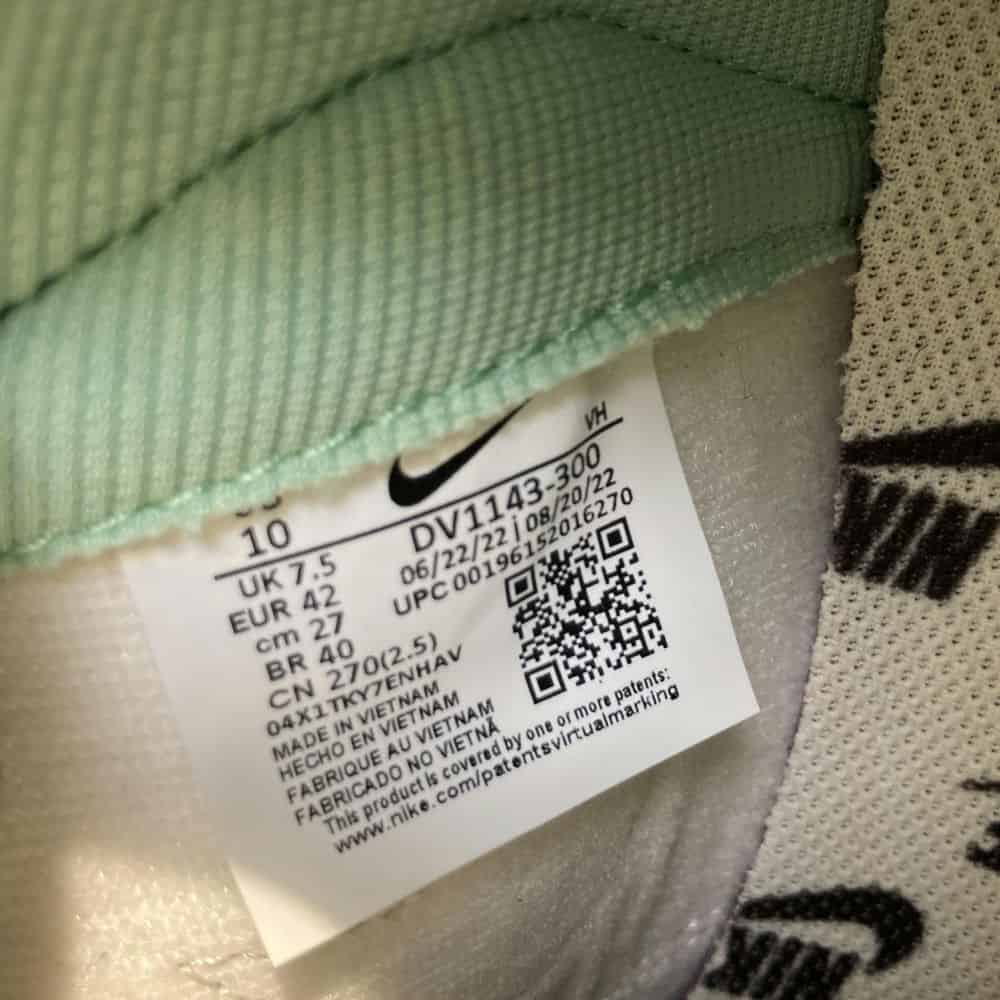 VH
10
UK 7.5
EUR 42
cm 27
BR 40
CN 270(2.5)
DV1143-300
06/22/22 | 08/20/22
UPC 00196152016270
04X1TKY7ENHAV
MADE IN VIETNAM
HECHO EN VIETNAM
FABRIQUE AU VIETNAM
FABRICADO NO VIETNÃ
This product is covered by one or more patents:
www.nike.com/patentsvirtualmarking